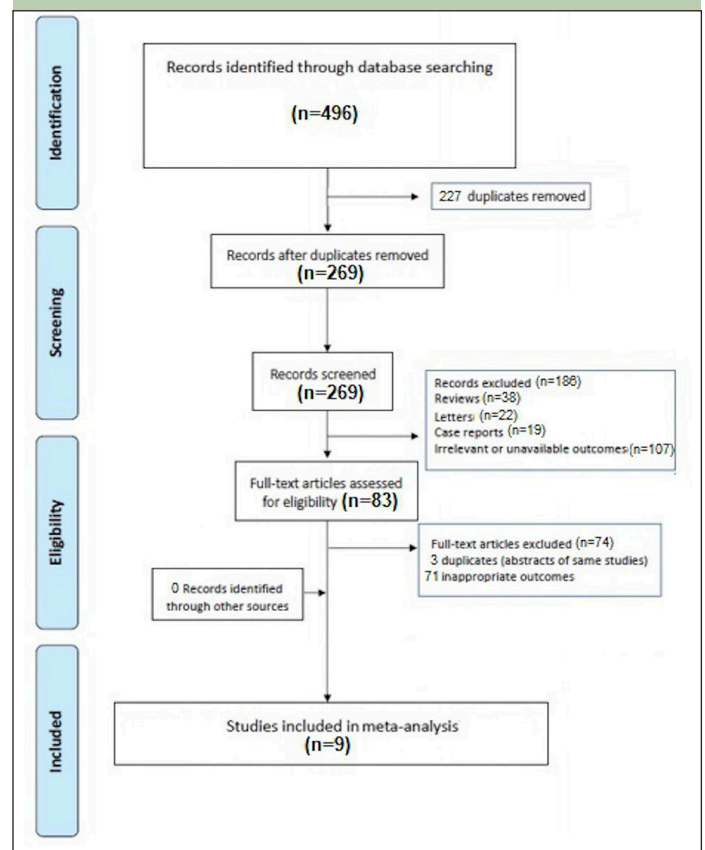 Identification
Records identified through database searching
(n=496)
227 duplicates removed
Screening
Records after duplicates removed
(n=269)
Records screened
(n=269)
Records excluded (n=186)
Reviews (n=38)
Letters (n=22)
Case reports (n=19)
Irrelevant or unavailable outcomes (n=107)
Eligibility
Full-text articles assessed
for eligibility (n=83)
Full-text articles excluded (n=74)
3 duplicates (abstracts of same studies)
71 inappropriate outcomes
0 Records identified
through other sources
Included
Studies included in meta-analysis
(n=9)